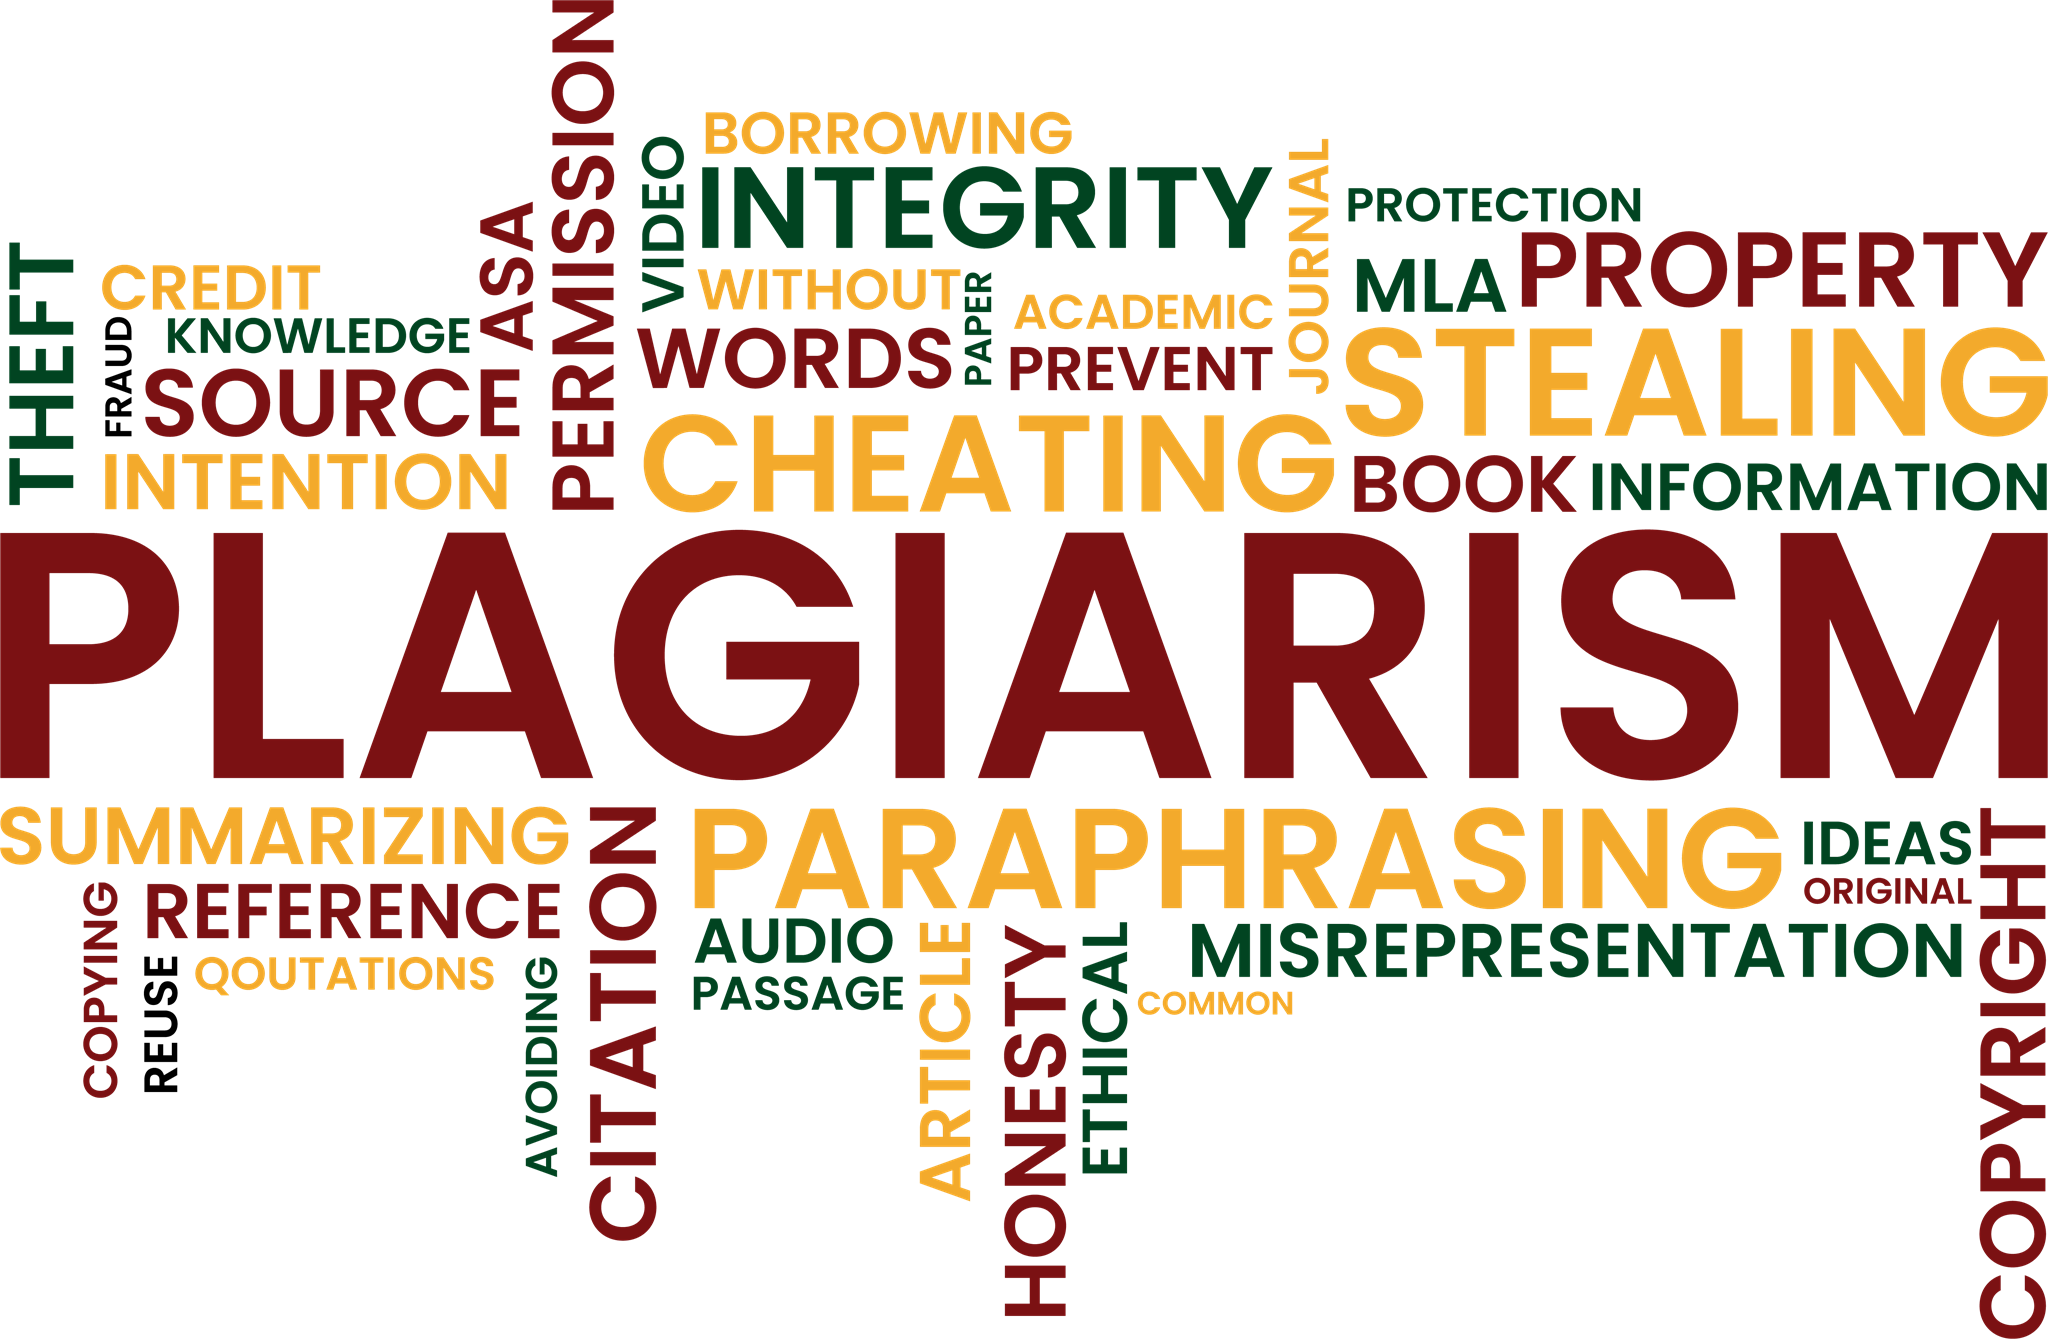 PERMISSION
BORROWING
VIDEO
INTEGRITY
JOURNAL
PROTECTION
ASA
PROPERTY
THEFT
CREDIT
WITHOUT
PAPER
ACADEMIC
MLA
FRAUD
KNOWLEDGE
WORDS
PREVENT
STEALING
SOURCE
CHEATING
INTENTION
BOOK
INFORMATION
PLAGIARISM
SUMMARIZING
CITATION
PARAPHRASING
IDEAS
COPYRIGHT
ORIGINAL
COPYING
REFERENCE
AUDIO
ARTICLE
HONESTY
ETHICAL
MISREPRESENTATION
REUSE
QOUTATIONS
AVOIDING
PASSAGE
COMMON